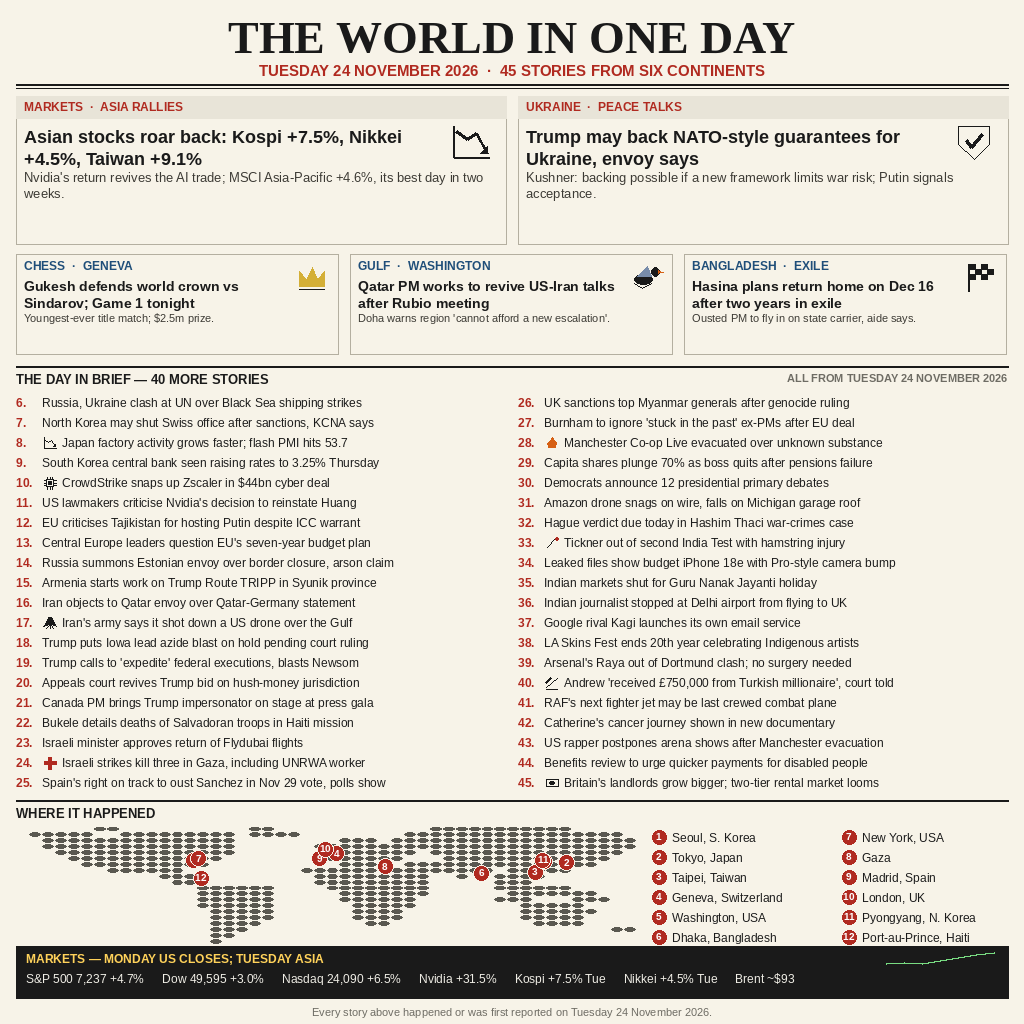 THE WORLD IN ONE DAY
TUESDAY 24 NOVEMBER 2026 · 45 STORIES FROM SIX CONTINENTS
MARKETS · ASIA RALLIES
Asian stocks roar back: Kospi +7.5%, Nikkei
+4.5%, Taiwan +9.1%
Nvidia's return revives the AI trade; MSCI Asia-Pacific +4.6%, its best day in two
weeks.
UKRAINE · PEACE TALKS
Trump may back NATO-style guarantees for
Ukraine, envoy says
Kushner: backing possible if a new framework limits war risk; Putin signals
acceptance.
CHESS · GENEVA
Gukesh defends world crown vs
Sindarov; Game 1 tonight
Youngest-ever title match; $2.5m prize.
GULF · WASHINGTON
Qatar PM works to revive US-Iran talks
after Rubio meeting
Doha warns region 'cannot afford a new escalation'.
BANGLADESH · EXILE
Hasina plans return home on Dec 16
after two years in exile
Ousted PM to fly in on state carrier, aide says.
THE DAY IN BRIEF — 40 MORE STORIES
ALL FROM TUESDAY 24 NOVEMBER 2026
6. Russia, Ukraine clash at UN over Black Sea shipping strikes
7. North Korea may shut Swiss office after sanctions, KCNA says
8. Japan factory activity grows faster; flash PMI hits 53.7
9. South Korea central bank seen raising rates to 3.25% Thursday
10. CrowdStrike snaps up Zscaler in $44bn cyber deal
11. US lawmakers criticise Nvidia's decision to reinstate Huang
12. EU criticises Tajikistan for hosting Putin despite ICC warrant
13. Central Europe leaders question EU's seven-year budget plan
14. Russia summons Estonian envoy over border closure, arson claim
15. Armenia starts work on Trump Route TRIPP in Syunik province
16. Iran objects to Qatar envoy over Qatar-Germany statement
17. Iran's army says it shot down a US drone over the Gulf
18. Trump puts Iowa lead azide blast on hold pending court ruling
19. Trump calls to 'expedite' federal executions, blasts Newsom
20. Appeals court revives Trump bid on hush-money jurisdiction
21. Canada PM brings Trump impersonator on stage at press gala
22. Bukele details deaths of Salvadoran troops in Haiti mission
23. Israeli minister approves return of Flydubai flights
24. Israeli strikes kill three in Gaza, including UNRWA worker
25. Spain's right on track to oust Sanchez in Nov 29 vote, polls show
26. UK sanctions top Myanmar generals after genocide ruling
27. Burnham to ignore 'stuck in the past' ex-PMs after EU deal
28. Manchester Co-op Live evacuated over unknown substance
29. Capita shares plunge 70% as boss quits after pensions failure
30. Democrats announce 12 presidential primary debates
31. Amazon drone snags on wire, falls on Michigan garage roof
32. Hague verdict due today in Hashim Thaci war-crimes case
33. Tickner out of second India Test with hamstring injury
34. Leaked files show budget iPhone 18e with Pro-style camera bump
35. Indian markets shut for Guru Nanak Jayanti holiday
36. Indian journalist stopped at Delhi airport from flying to UK
37. Google rival Kagi launches its own email service
38. LA Skins Fest ends 20th year celebrating Indigenous artists
39. Arsenal's Raya out of Dortmund clash; no surgery needed
40. Andrew 'received £750,000 from Turkish millionaire', court told
41. RAF's next fighter jet may be last crewed combat plane
42. Catherine's cancer journey shown in new documentary
43. US rapper postpones arena shows after Manchester evacuation
44. Benefits review to urge quicker payments for disabled people
45. Britain's landlords grow bigger; two-tier rental market looms
WHERE IT HAPPENED
7
12
10
9
4
8
6
11
3
2
1 Seoul, S. Korea
2 Tokyo, Japan
3 Taipei, Taiwan
4 Geneva, Switzerland
5 Washington, USA
6 Dhaka, Bangladesh
7 New York, USA
8 Gaza
9 Madrid, Spain
10 London, UK
11 Pyongyang, N. Korea
12 Port-au-Prince, Haiti
MARKETS — MONDAY US CLOSES; TUESDAY ASIA
S&P 500 7,237 +4.7% Dow 49,595 +3.0% Nasdaq 24,090 +6.5% Nvidia +31.5% Kospi +7.5% Tue Nikkei +4.5% Tue Brent ~$93
Every story above happened or was first reported on Tuesday 24 November 2026.